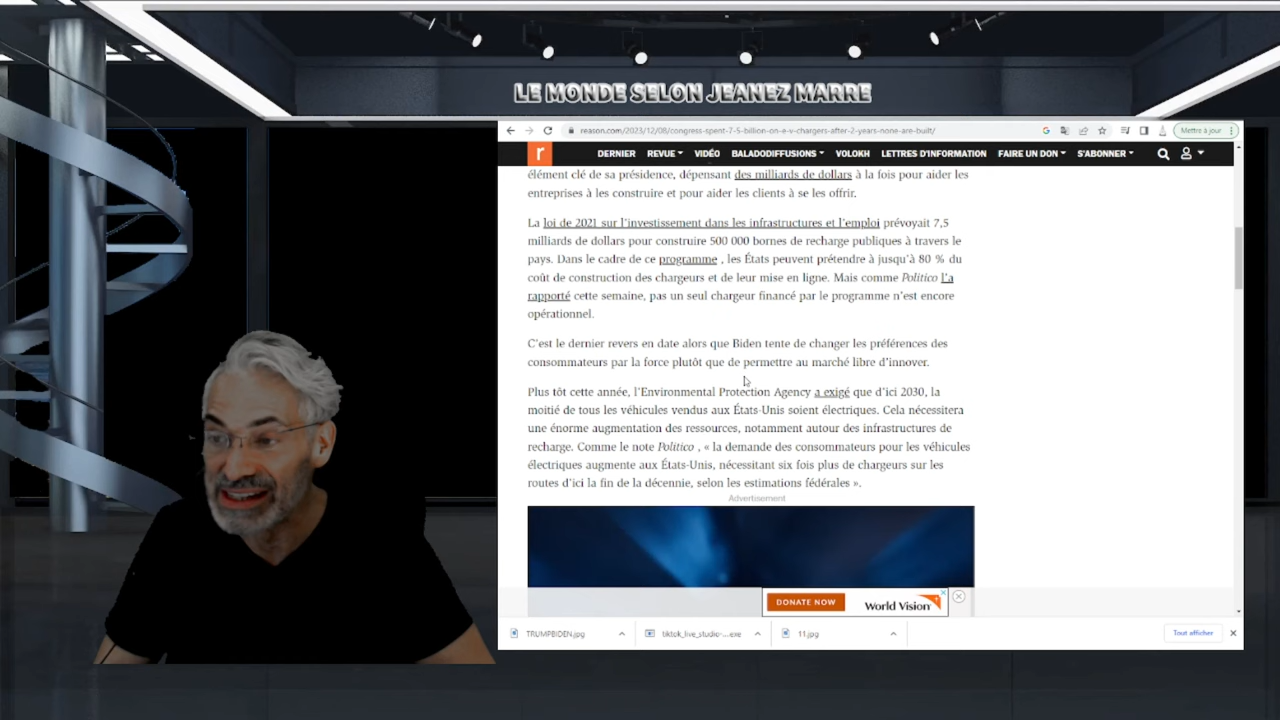 LE MONDE SELON JEANEZ MARRE
reason.com/2023/12/08/congress-spent-7-5-billion-on-e-v-chargers-after-2-years-none-are-built/
Mettre à jour
r
DERNIER REVUE VIDÉO BALADODIFFUSIONS VOLOKH LETTRES D'INFORMATION FAIRE UN DON S'ABONNER
élément clé de sa présidence, dépensant des milliards de dollars à la fois pour aider les
entreprises à les construire et pour aider les clients à se les offrir.
La loi de 2021 sur l'investissement dans les infrastructures et l'emploi prévoyait 7,5
milliards de dollars pour construire 500 000 bornes de recharge publiques à travers le
pays. Dans le cadre de ce programme , les États peuvent prétendre à jusqu'à 80 % du
coût de construction des chargeurs et de leur mise en ligne. Mais comme Politico l'a
rapporté cette semaine, pas un seul chargeur financé par le programme n'est encore
opérationnel.
C'est le dernier revers en date alors que Biden tente de changer les préférences des
consommateurs par la force plutôt que de permettre au marché libre d'innover.
Plus tôt cette année, l'Environmental Protection Agency a exigé que d'ici 2030, la
moitié de tous les véhicules vendus aux États-Unis soient électriques. Cela nécessitera
une énorme augmentation des ressources, notamment autour des infrastructures de
recharge. Comme le note Politico , « la demande des consommateurs pour les véhicules
électriques augmente aux États-Unis, nécessitant six fois plus de chargeurs sur les
routes d'ici la fin de la décennie, selon les estimations fédérales ».
Advertisement
DONATE NOW World Vision
TRUMPBIDEN.jpg tiktok_live_studio-....exe 11.jpg Tout afficher